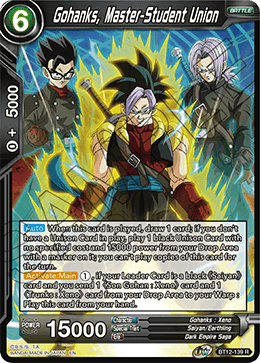 BATTLE
Gohanks, Master-Student Union
6
+ 5000
Auto When this card is played, draw 1 card; if you don't
have a Unison Card in play, play 1 black Unison Card with
no specified cost and 15000 power from your Drop Area
with a marker on it; you can't play copies of this card
for the turn.
Activate:Main 1, if your Leader Card is a black 《Saiyan》
card and you send 1 《Son Gohan : Xeno》 card and 1
《Trunks : Xeno》 card from your Drop Area to your Warp :
Play this card from your hand.
POWER
15000
Character
Gohanks : Xeno
Special Trait
Saiyan/Earthling
Era
Dark Empire Saga
BT12-139 R